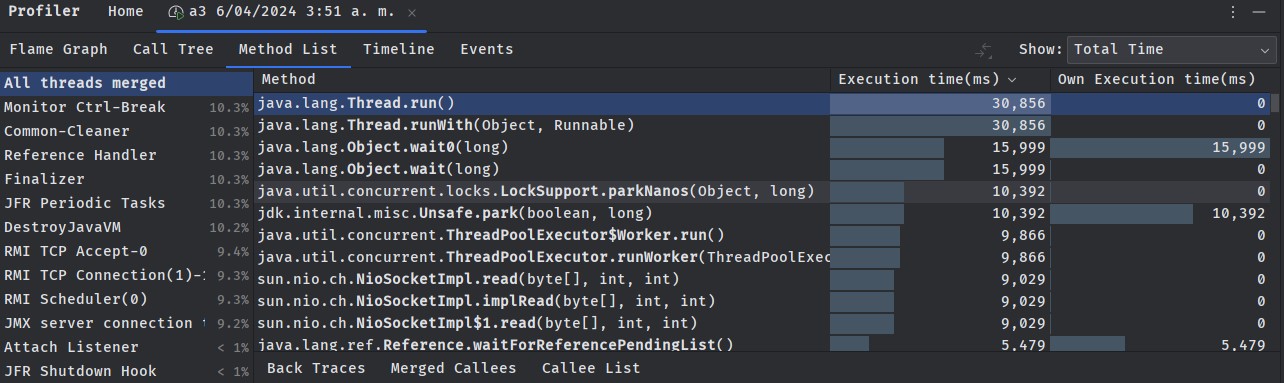 Profiler Home a3 6/04/2024 3:51 a. m. ×
Flame Graph Call Tree Method List Timeline Events Show: Total Time
All threads merged Method Execution time(ms) Own Execution time(ms)
Monitor Ctrl-Break 10.3% java.lang.Thread.run() 30,856 0
Common-Cleaner 10.3% java.lang.Thread.runWith(Object, Runnable) 30,856 0
Reference Handler 10.3% java.lang.Object.wait0(long) 15,999 15,999
Finalizer 10.3% java.lang.Object.wait(long) 15,999 0
JFR Periodic Tasks 10.3% java.util.concurrent.locks.LockSupport.parkNanos(Object, long) 10,392 0
DestroyJavaVM 10.2% jdk.internal.misc.Unsafe.park(boolean, long) 10,392 10,392
RMI TCP Accept-0 9.4% java.util.concurrent.ThreadPoolExecutor$Worker.run() 9,866 0
RMI TCP Connection(1)- 9.3% java.util.concurrent.ThreadPoolExecutor.runWorker(ThreadPoolExec 9,866 0
RMI Scheduler(0) 9.3% sun.nio.ch.NioSocketImpl.read(byte[], int, int) 9,029 0
JMX server connection 9.2% sun.nio.ch.NioSocketImpl.implRead(byte[], int, int) 9,029 0
Attach Listener < 1% sun.nio.ch.NioSocketImpl$1.read(byte[], int, int) 9,029 0
JFR Shutdown Hook < 1% java.lang.ref.Reference.waitForReferencePendingList() 5,479 5,479
Back Traces Merged Callees Callee List